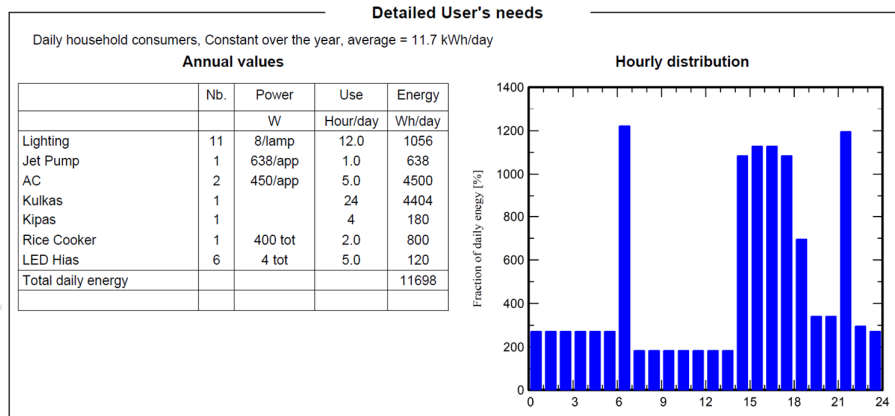 Detailed User's needs
Daily household consumers, Constant over the year, average = 11.7 kWh/day
Annual values
Nb. Power Use Energy
W Hour/day Wh/day
Lighting 11 8/lamp 12.0 1056
Jet Pump 1 638/app 1.0 638
AC 2 450/app 5.0 4500
Kulkas 1 24 4404
Kipas 1 4 180
Rice Cooker 1 400 tot 2.0 800
LED Hias 6 4 tot 5.0 120
Total daily energy 11698
Hourly distribution
Fraction of daily enegy [%]
1400
1200
1000
800
600
400
200
0
0 3 6 9 12 15 18 21 24